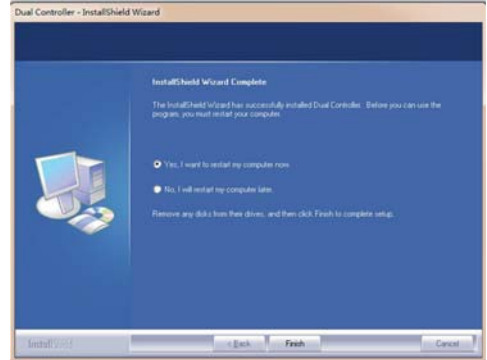 Dual Controller - InstallShield Wizard
InstallShield Wizard Complete
The InstallShield Wizard has successfully installed Dual Controller. Before you can use the
program, you must restart your computer.
Yes, I want to restart my computer now.
No, I will restart my computer later.
Remove any disks from their drives, and then click Finish to complete setup.
InstallShield
< Back
Finish
Cancel